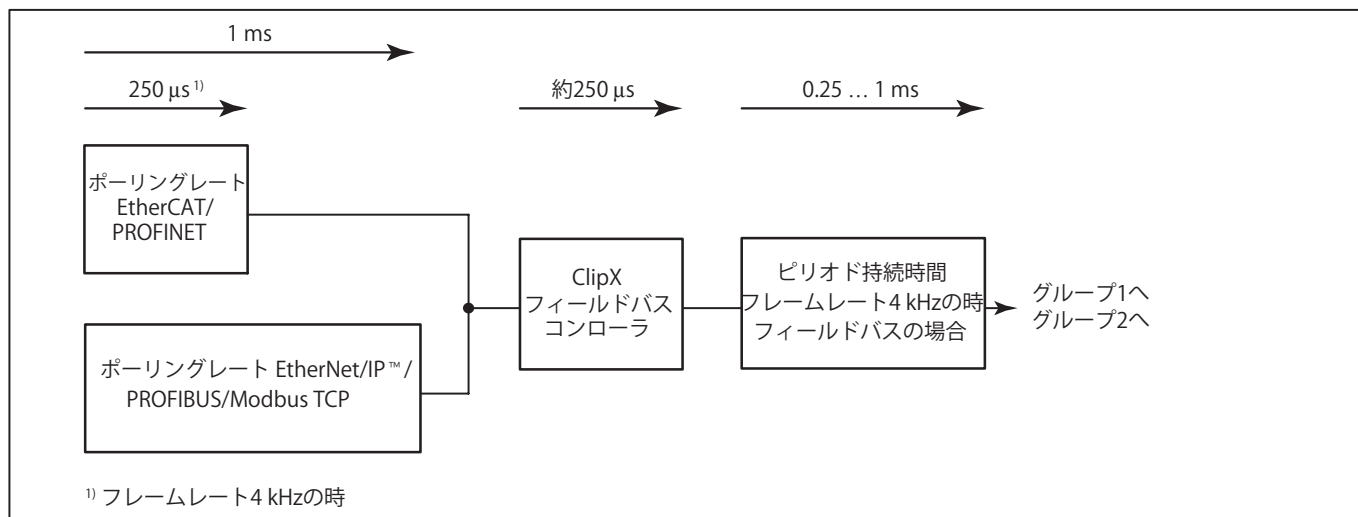 1 ms
250 μs 1)
約250 μs
0.25 … 1 ms
ポーリングレート
EtherCAT/
PROFINET
ClipX
フィールドバス
コントローラ
ピリオド持続時間
フレームレート4 kHzの時
フィールドバスの場合
グループ1へ
グループ2へ
ポーリングレート EtherNet/IP™/
PROFIBUS/Modbus TCP
1) フレームレート4 kHzの時